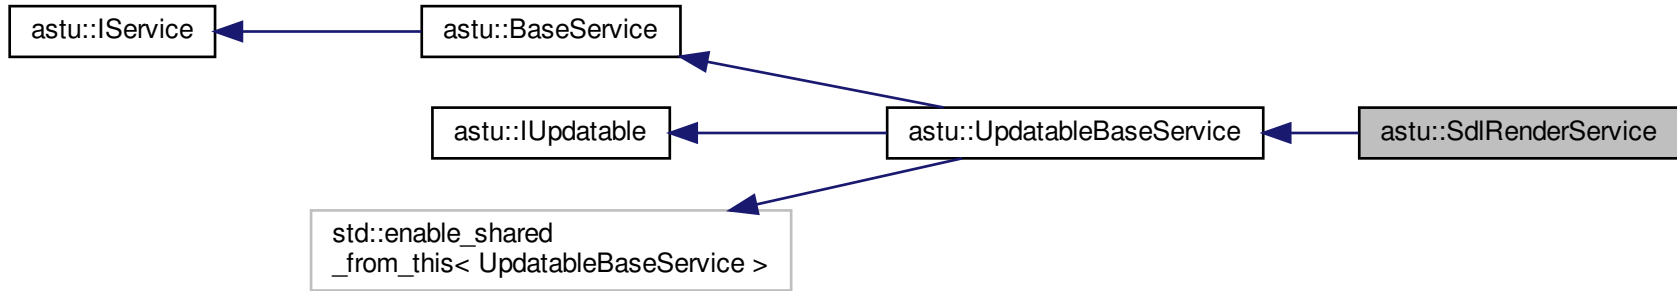 astu::IService
astu::BaseService
astu::IUpdatable
astu::UpdatableBaseService
astu::SdlRenderService
std::enable_shared
_from_this< UpdatableBaseService >